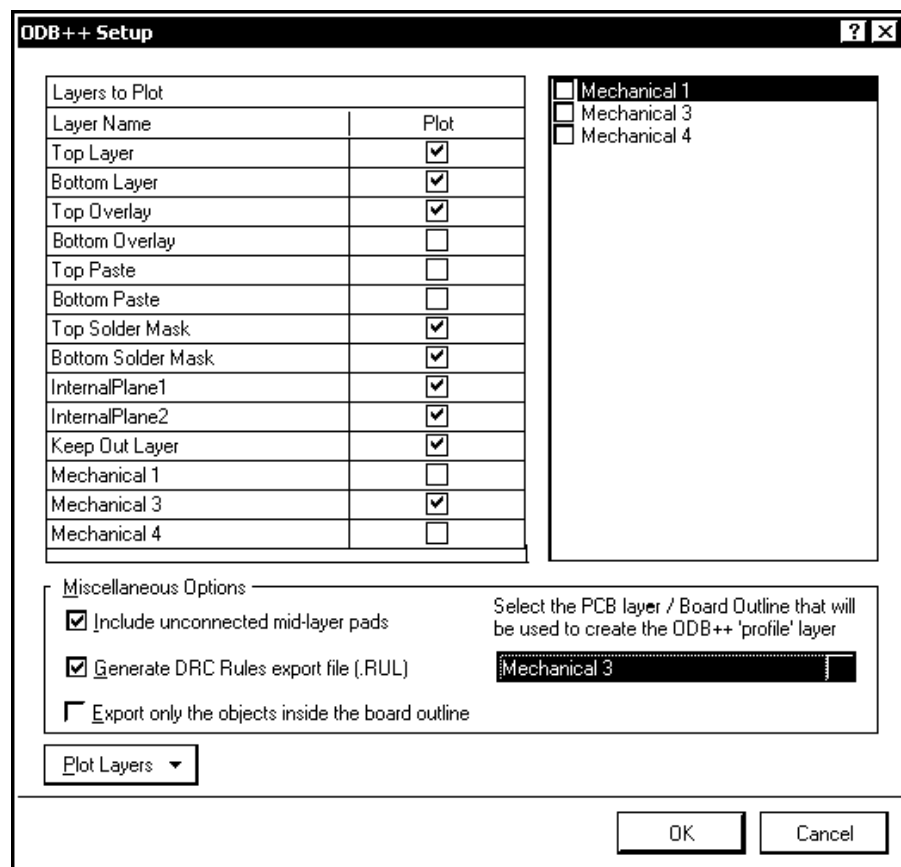 ODB++ Setup
Layers to Plot
Layer Name Plot
Top Layer
Bottom Layer
Top Overlay
Bottom Overlay
Top Paste
Bottom Paste
Top Solder Mask
Bottom Solder Mask
InternalPlane1
InternalPlane2
Keep Out Layer
Mechanical 1
Mechanical 3
Mechanical 4
Mechanical 1
Mechanical 3
Mechanical 4
Miscellaneous Options
Include unconnected mid-layer pads
Generate DRC Rules export file (.RUL)
Export only the objects inside the board outline
Select the PCB layer / Board Outline that will
be used to create the ODB++ 'profile' layer
Mechanical 3
Plot Layers
OK Cancel